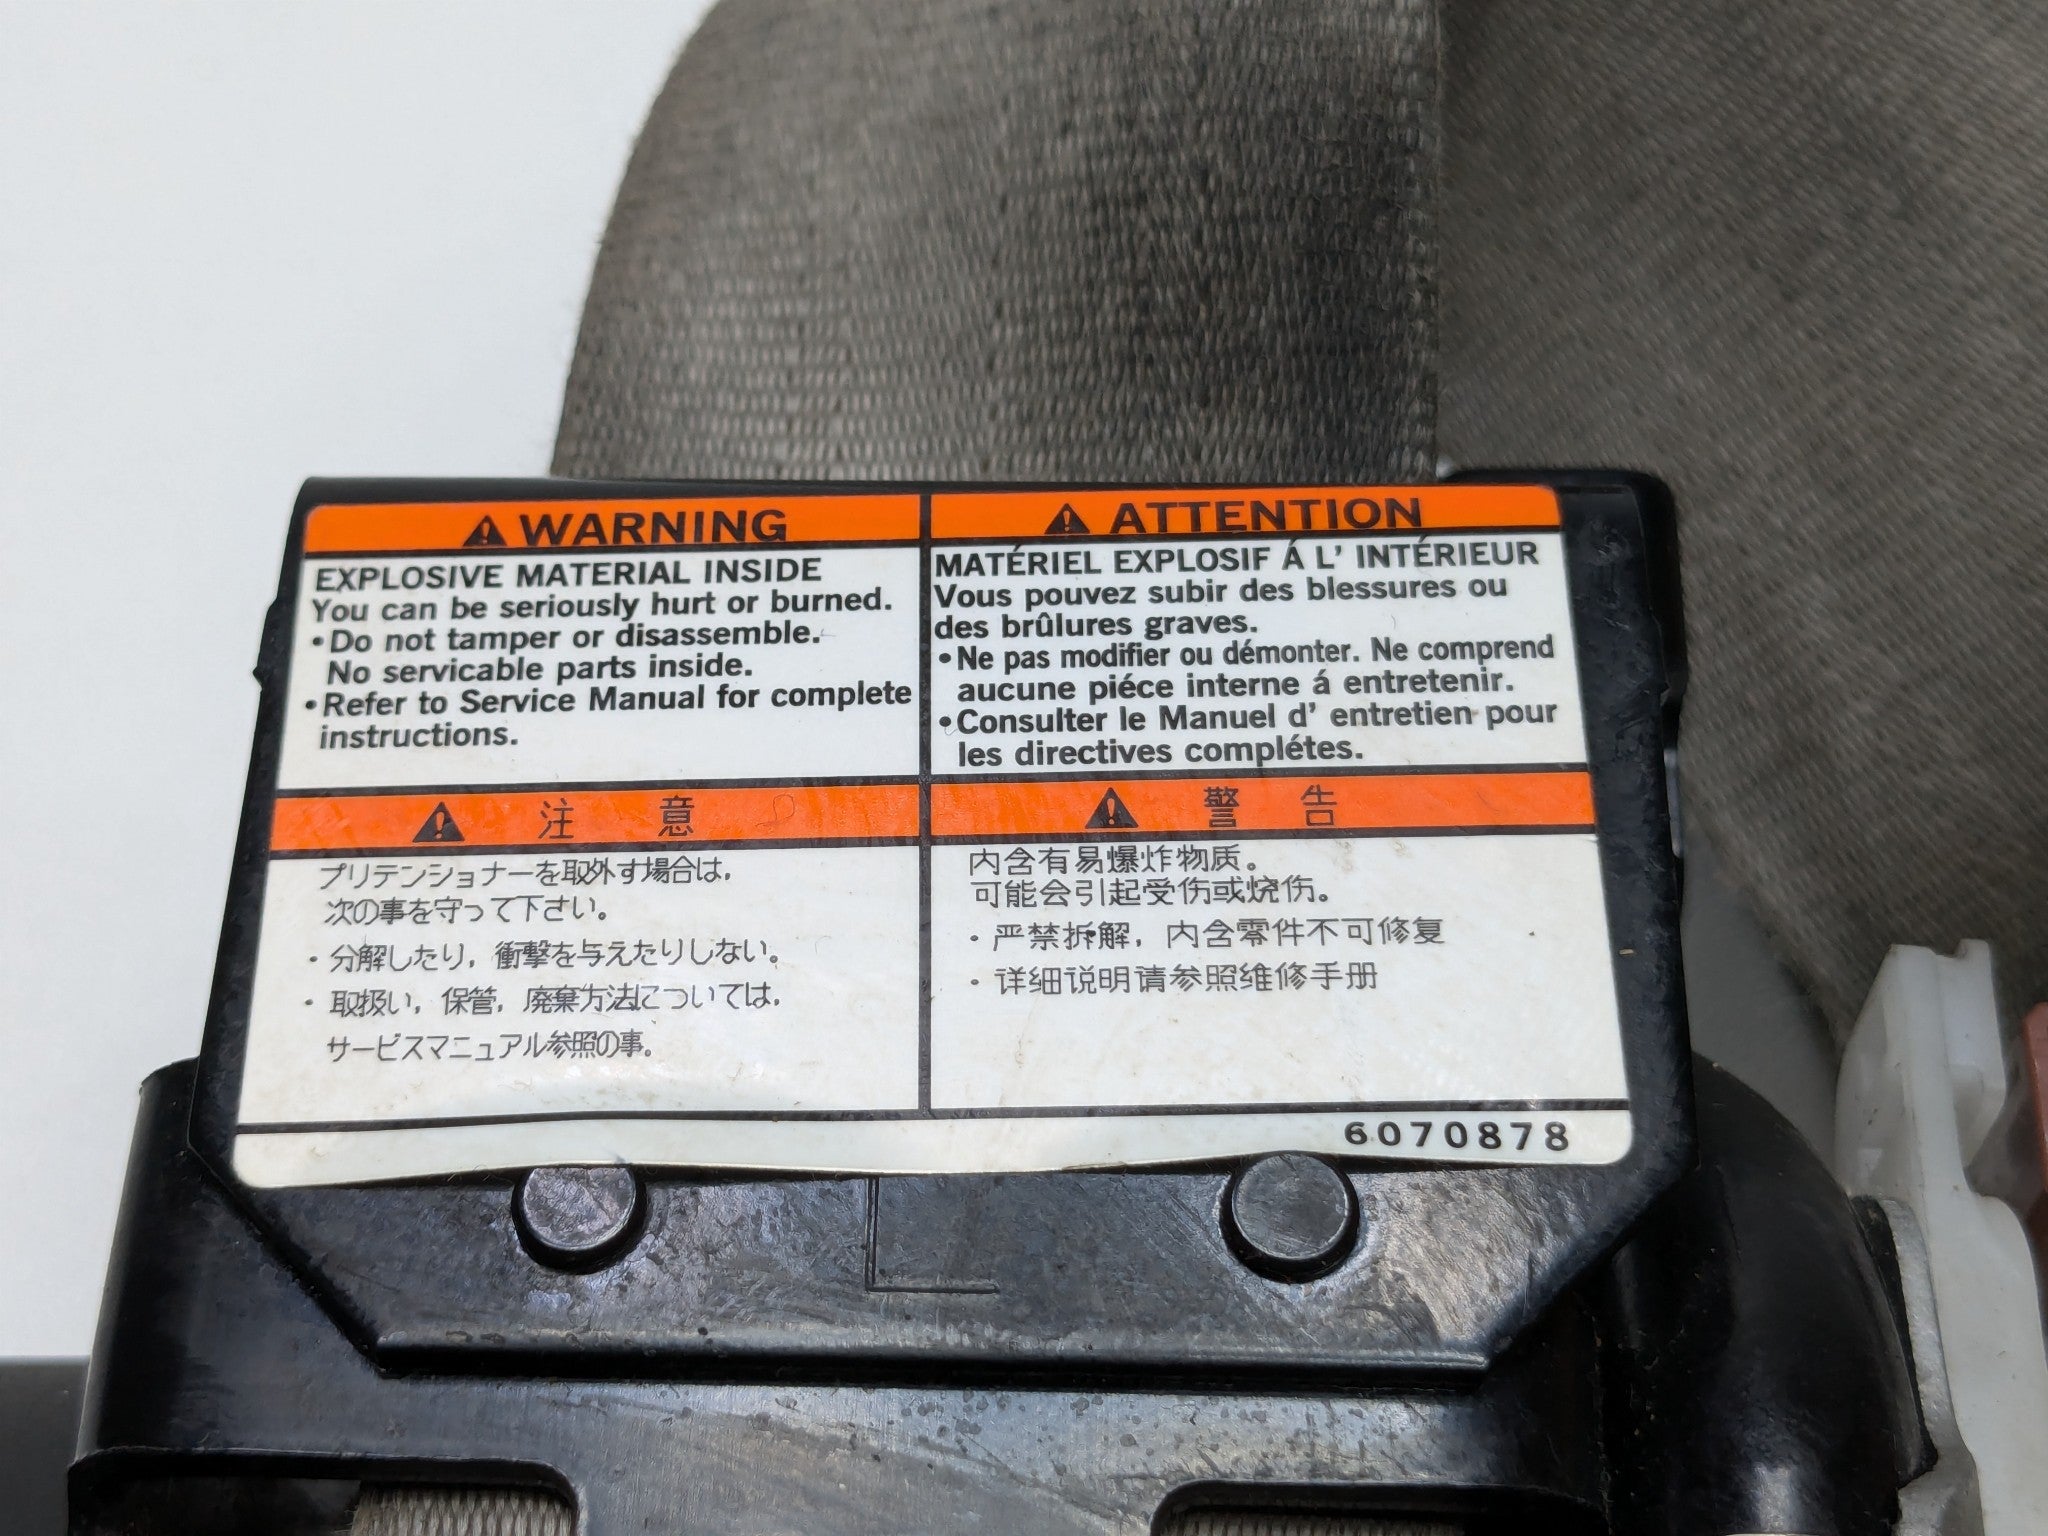 WARNING
EXPLOSIVE MATERIAL INSIDE
You can be seriously hurt or burned.
•Do not tamper or disassemble.
No servicable parts inside.
•Refer to Service Manual for complete
instructions.
ATTENTION
MATÉRIEL EXPLOSIF Á L' INTÉRIEUR
Vous pouvez subir des blessures ou
des brûlures graves.
•Ne pas modifier ou démonter. Ne comprend
aucune piéce interne á entretenir.
•Consulter le Manuel d' entretien pour
les directives complétes.
注 意
プリテンショナーを取外す場合は,
次の事を守って下さい。
・分解したり,衝撃を与えたりしない。
・取扱い,保管,廃棄方法については,
サービスマニュアル参照の事。
警 告
内含有易爆炸物质。
可能会引起受伤或烧伤。
・严禁拆解,内含零件不可修复
・详细说明请参照维修手册
6070878